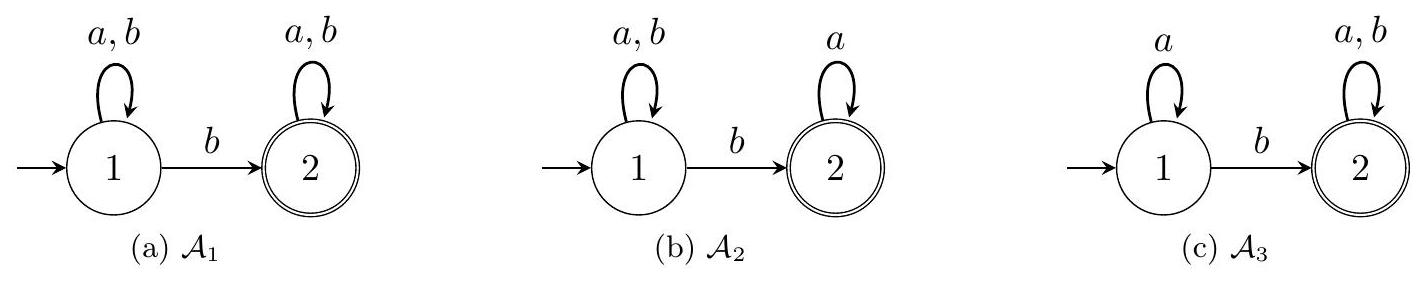 a, b a, b a, b a a a, b
1 b 2 1 b 2 1 b 2
(a) 𝒜₁ (b) 𝒜₂ (c) 𝒜₃